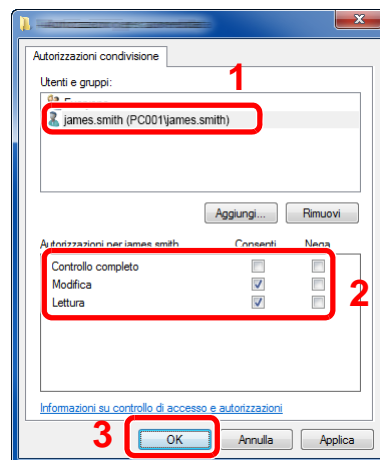 Autorizzazioni condivisione
Utenti e gruppi:
1
james.smith (PC001\james.smith)
Aggiungi... Rimuovi
Autorizzazioni per james.smith Consenti Nega
Controllo completo
Modifica
Lettura
2
Informazioni su controllo di accesso e autorizzazioni
3 OK Annulla Applica